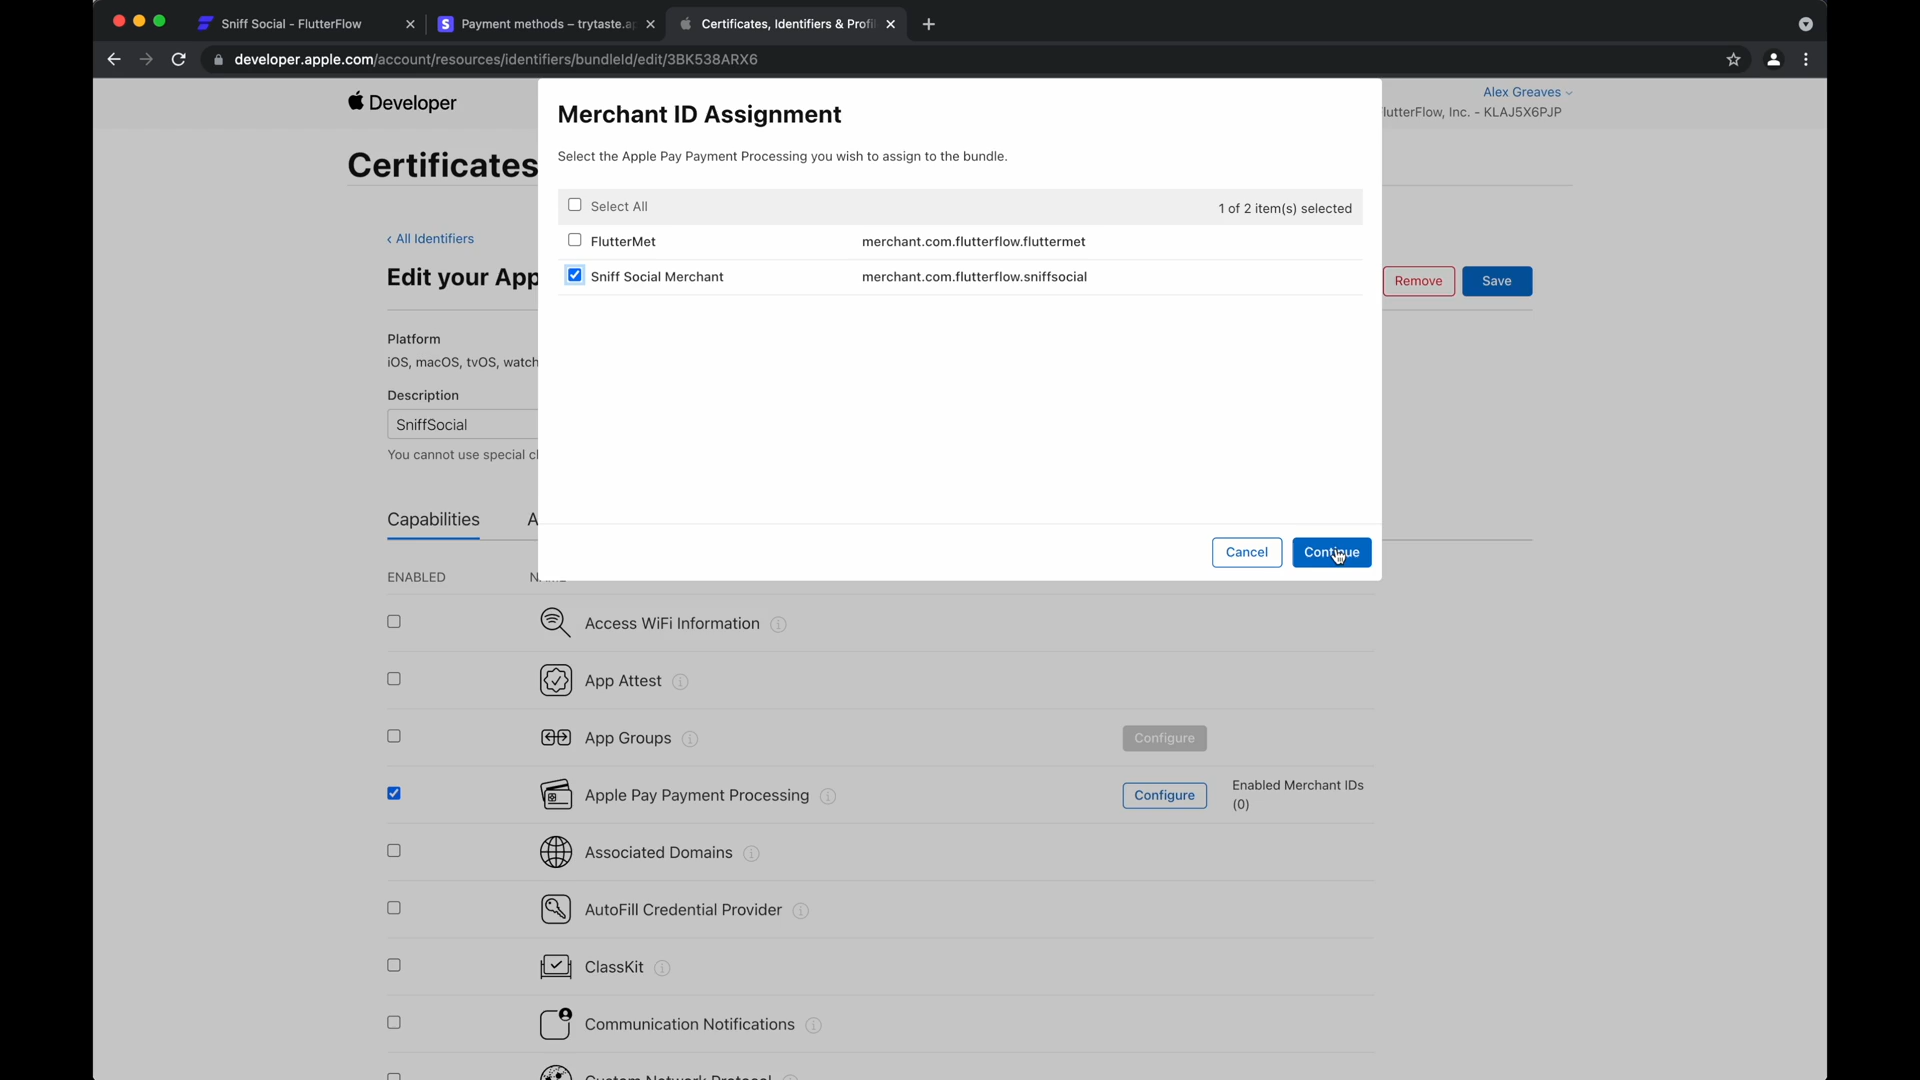 Sniff Social - FlutterFlow
Payment methods – trytaste.ap
Certificates, Identifiers & Profi
developer.apple.com/account/resources/identifiers/bundleId/edit/3BK538ARX6
Developer
Alex Greaves
lutterFlow, Inc. - KLAJ5X6PJP
Certificates
Merchant ID Assignment
Select the Apple Pay Payment Processing you wish to assign to the bundle.
Select All
1 of 2 item(s) selected
FlutterMet
merchant.com.flutterflow.fluttermet
Sniff Social Merchant
merchant.com.flutterflow.sniffsocial
Cancel
Continue
‹ All Identifiers
Edit your App
Remove
Save
Platform
iOS, macOS, tvOS, watch
Description
SniffSocial
You cannot use special cl
Capabilities
A
ENABLED
Access WiFi Information
App Attest
App Groups
Configure
Apple Pay Payment Processing
Configure
Enabled Merchant IDs
(0)
Associated Domains
AutoFill Credential Provider
ClassKit
Communication Notifications